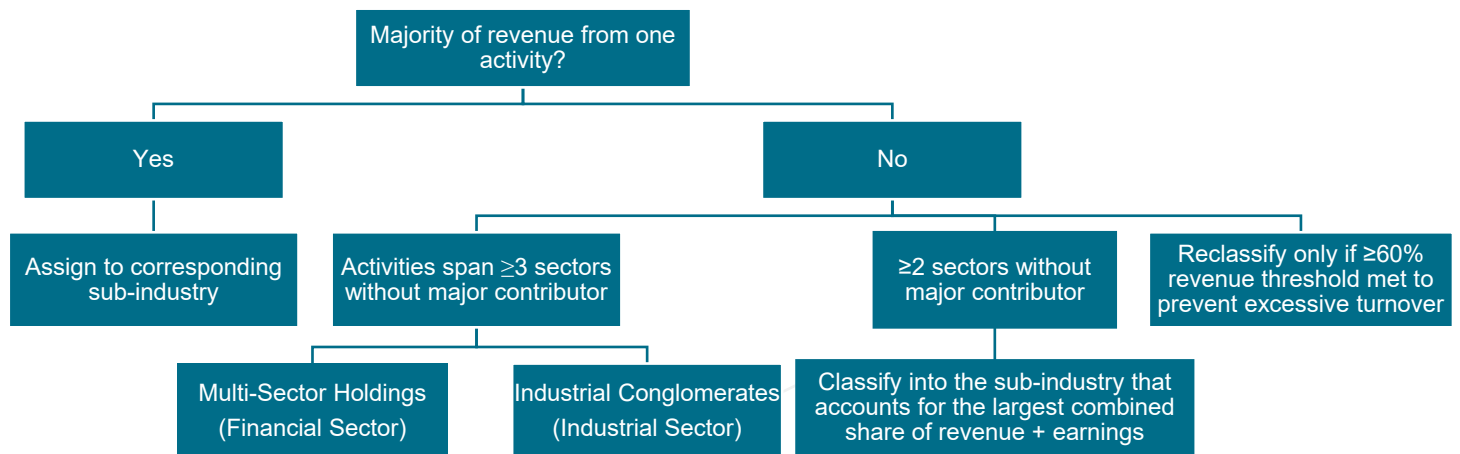 Majority of revenue from one
activity?
Yes
No
Assign to corresponding
sub-industry
Activities span ≥3 sectors
without major contributor
≥2 sectors without
major contributor
Reclassify only if ≥60%
revenue threshold met to
prevent excessive turnover
Multi-Sector Holdings
(Financial Sector)
Industrial Conglomerates
(Industrial Sector)
Classify into the sub-industry that
accounts for the largest combined
share of revenue + earnings